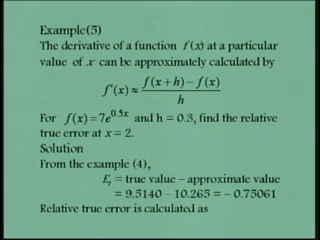 Example(5)
The derivative of a function f(x) at a particular
value of x can be approximately calculated by
f'(x) ≈ (f(x + h) − f(x)) / h
For f(x) = 7e^{0.5x} and h = 0.3, find the relative
true error at x = 2.
Solution
From the example (4),
E_t = true value – approximate value
= 9.5140 – 10.265 = – 0.75061
Relative true error is calculated as